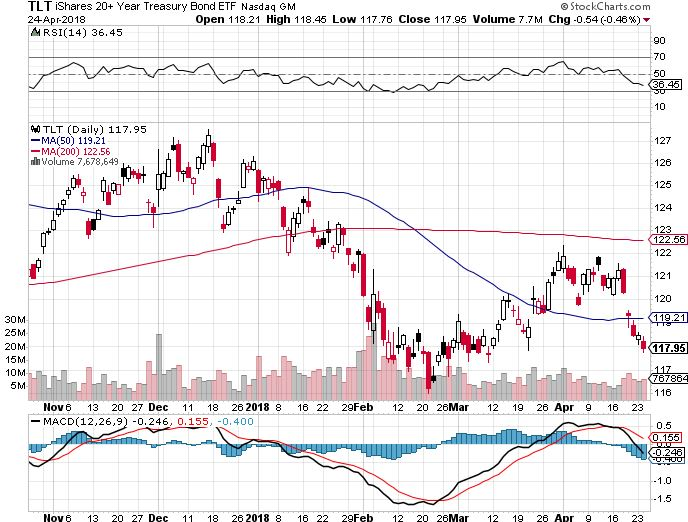 TLT iShares 20+ Year Treasury Bond ETF Nasdaq GM © StockCharts.com
24-Apr-2018 Open 118.21 High 118.45 Low 117.76 Close 117.95 Volume 7.7M Chg -0.54 (-0.46%)
RSI(14) 36.45
90
70
50
36.45
30
10
TLT (Daily) 117.95
MA(50) 119.21
MA(200) 122.56
Volume 7,678,649
127
126
125
124
123
122.56
122
121
120
119.21
117.95
117
116
30M
25M
20M
15M
10M
5M
767864
Nov 6 13 20 27 Dec 11 18 26 2018 8 16 22 29 Feb 12 20 26 Mar 12 19 26 Apr 9 16 23
MACD(12,26,9) -0.246, 0.155, -0.400
0.5
0.155
-0.246
-0.5
-1.0
-1.5
Nov 6 13 20 27 Dec 11 18 26 2018 8 16 22 29 Feb 12 20 26 Mar 12 19 26 Apr 9 16 23